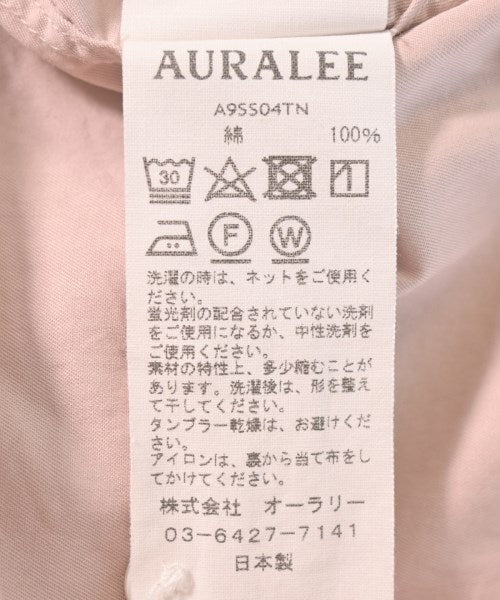 AURALEE
A9SS04TN
綿 100%
30
F W
洗濯の時は、ネットをご使用く
ださい。
蛍光剤の配合されていない洗剤
をご使用になるか、中性洗剤を
ご使用ください。
素材の特性上、多少縮むことが
あります。洗濯後は、形を整え
て干してください。
タンブラー乾燥は、お避けくだ
さい。
アイロンは、裏から当て布をし
てかけてください。
株式会社 オーラリー
03-6427-7141
日本製